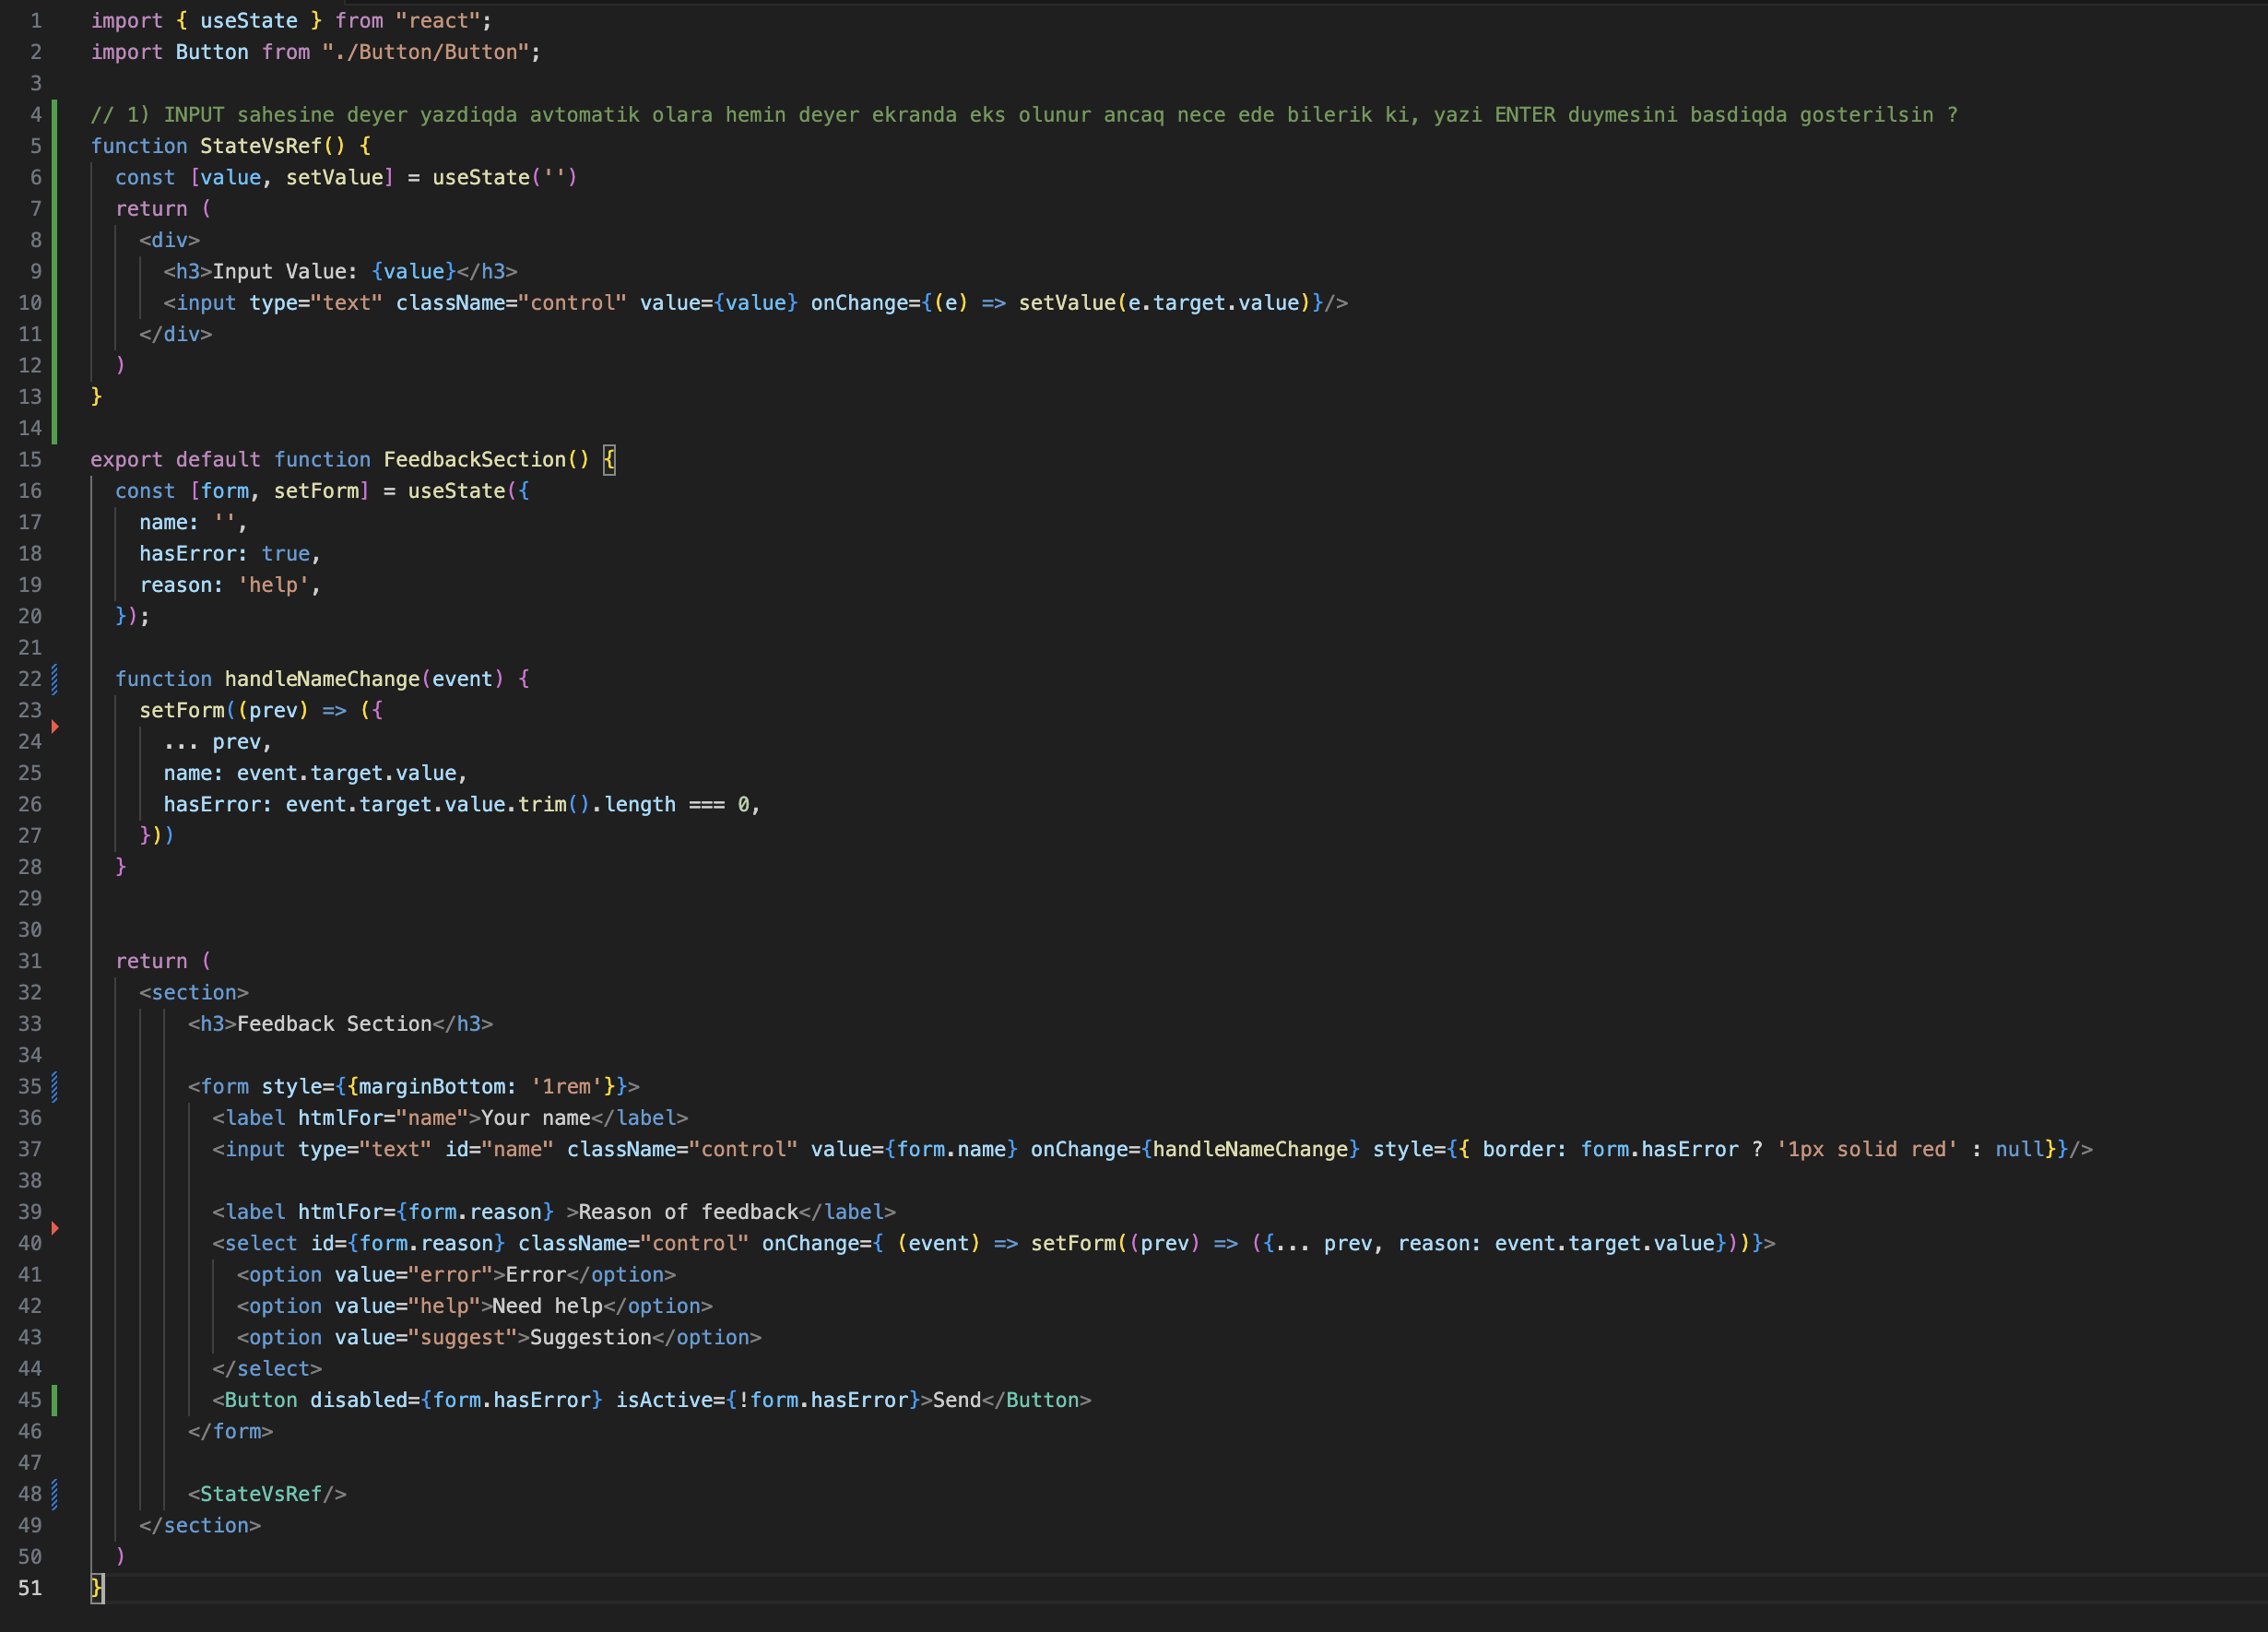 1 import { useState } from "react";
2 import Button from "./Button/Button";
3
4 // 1) INPUT sahesine deyer yazdiqda avtomatik olara hemin deyer ekranda eks olunur ancaq nece ede bilerik ki, yazi ENTER duymesini basdiqda gosterilsin ?
5 function StateVsRef() {
6   const [value, setValue] = useState('')
7   return (
8     <div>
9       <h3>Input Value: {value}</h3>
10       <input type="text" className="control" value={value} onChange={(e) => setValue(e.target.value)}/>
11     </div>
12   )
13 }
14
15 export default function FeedbackSection() {
16   const [form, setForm] = useState({
17     name: '',
18     hasError: true,
19     reason: 'help',
20   });
21
22   function handleNameChange(event) {
23     setForm((prev) => ({
24       ... prev,
25       name: event.target.value,
26       hasError: event.target.value.trim().length === 0,
27     }))
28   }
29
30
31   return (
32     <section>
33         <h3>Feedback Section</h3>
34
35         <form style={{marginBottom: '1rem'}}>
36           <label htmlFor="name">Your name</label>
37           <input type="text" id="name" className="control" value={form.name} onChange={handleNameChange} style={{ border: form.hasError ? '1px solid red' : null}}/>
38
39           <label htmlFor={form.reason} >Reason of feedback</label>
40           <select id={form.reason} className="control" onChange={ (event) => setForm((prev) => ({... prev, reason: event.target.value}))}>
41             <option value="error">Error</option>
42             <option value="help">Need help</option>
43             <option value="suggest">Suggestion</option>
44           </select>
45           <Button disabled={form.hasError} isActive={!form.hasError}>Send</Button>
46         </form>
47
48         <StateVsRef/>
49     </section>
50   )
51 }